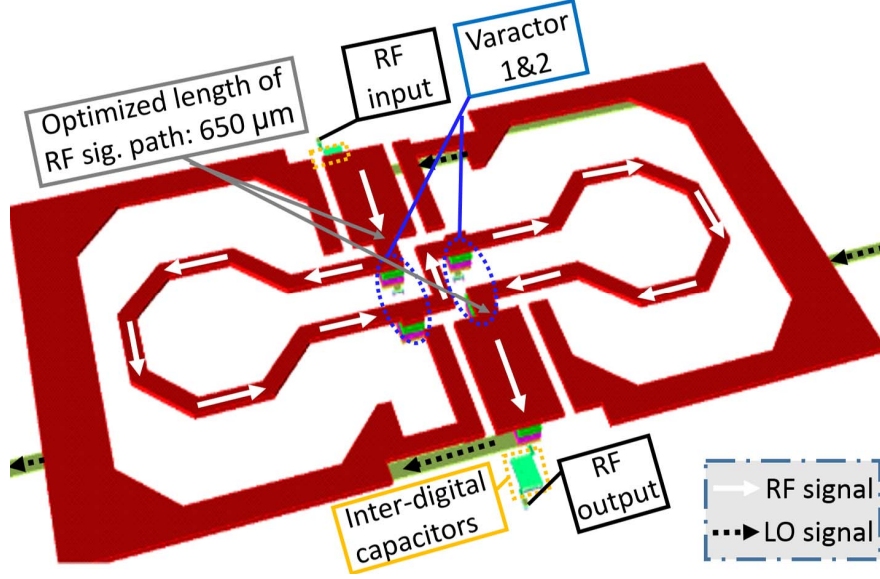 RF
input
Varactor
1&2
Optimized length of
RF sig. path: 650 µm
Inter-digital
capacitors
RF
output
RF signal
LO signal